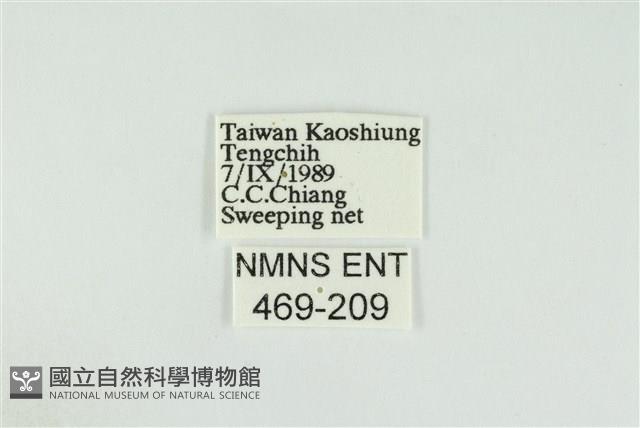 Taiwan Kaoshiung
Tengchih
7/IX/1989
C.C.Chiang
Sweeping net
NMNS ENT
469-209
國立自然科學博物館
NATIONAL MUSEUM OF NATURAL SCIENCE